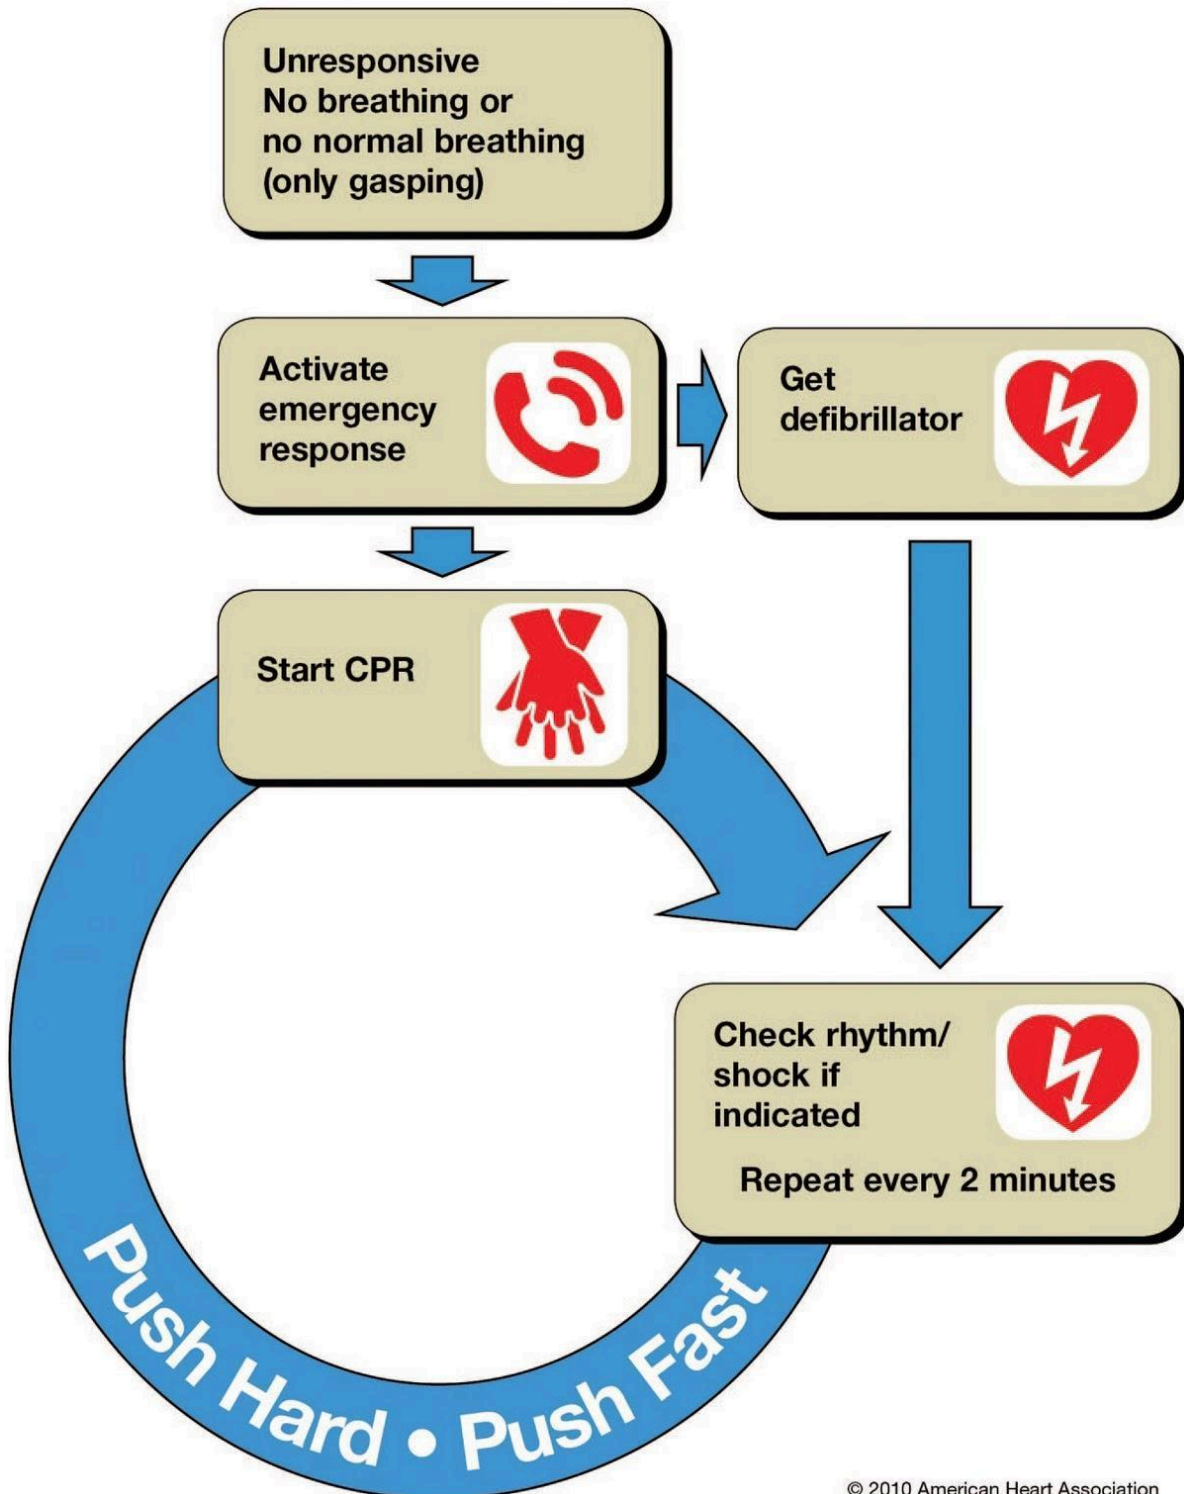 Unresponsive
No breathing or
no normal breathing
(only gasping)
Activate
emergency
response
Get
defibrillator
Start CPR
Check rhythm/
shock if
indicated
Repeat every 2 minutes
Push Hard • Push Fast
© 2010 American Heart Association